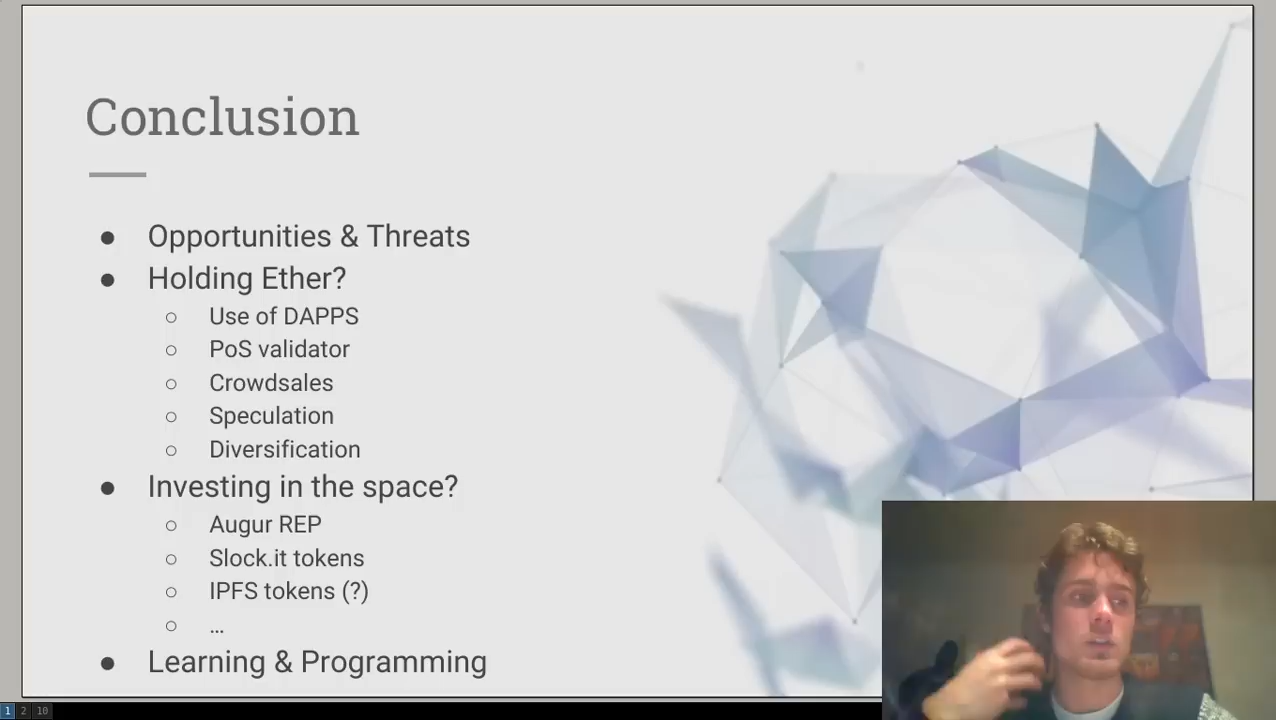 Conclusion
● Opportunities & Threats
● Holding Ether?
○ Use of DAPPS
○ PoS validator
○ Crowdsales
○ Speculation
○ Diversification
● Investing in the space?
○ Augur REP
○ Slock.it tokens
○ IPFS tokens (?)
○ ...
● Learning & Programming
1 2 10